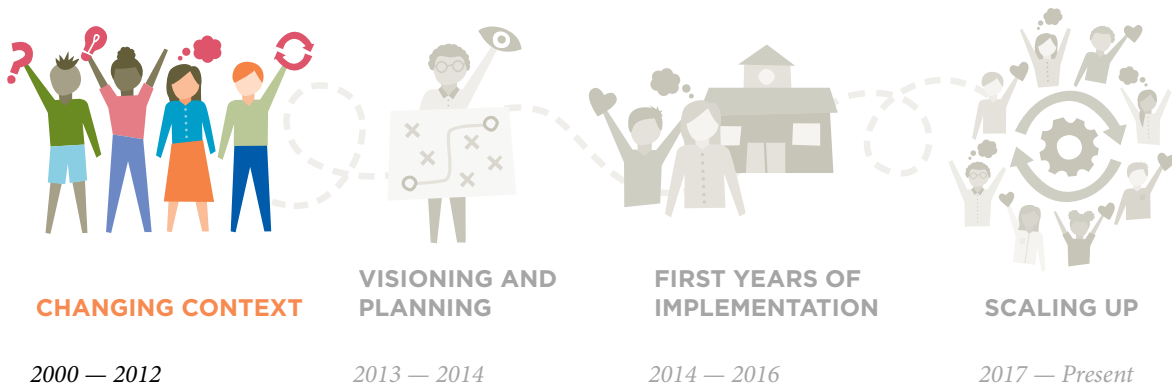 CHANGING CONTEXT
2000 — 2012
VISIONING AND
PLANNING
2013 — 2014
FIRST YEARS OF
IMPLEMENTATION
2014 — 2016
SCALING UP
2017 — Present